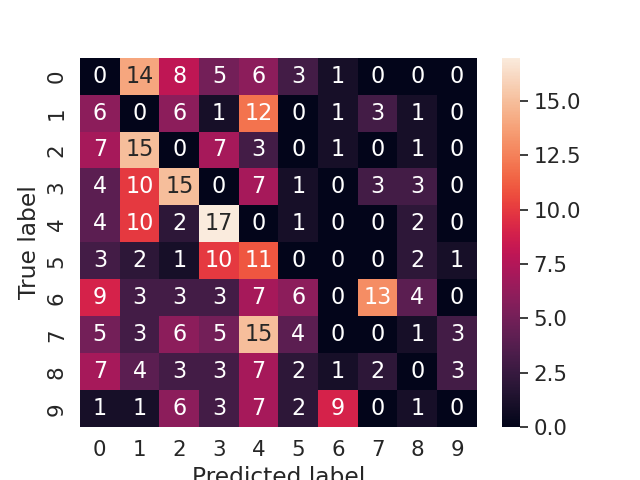 0 0 14 8 5 6 3 1 0 0 0
1 6 0 6 1 12 0 1 3 1 0
2 7 15 0 7 3 0 1 0 1 0
3 4 10 15 0 7 1 0 3 3 0
4 4 10 2 17 0 1 0 0 2 0
5 3 2 1 10 11 0 0 0 2 1
6 9 3 3 3 7 6 0 13 4 0
7 5 3 6 5 15 4 0 0 1 3
8 7 4 3 3 7 2 1 2 0 3
9 1 1 6 3 7 2 9 0 1 0
0 1 2 3 4 5 6 7 8 9
True label
Predicted label
15.0
12.5
10.0
7.5
5.0
2.5
0.0